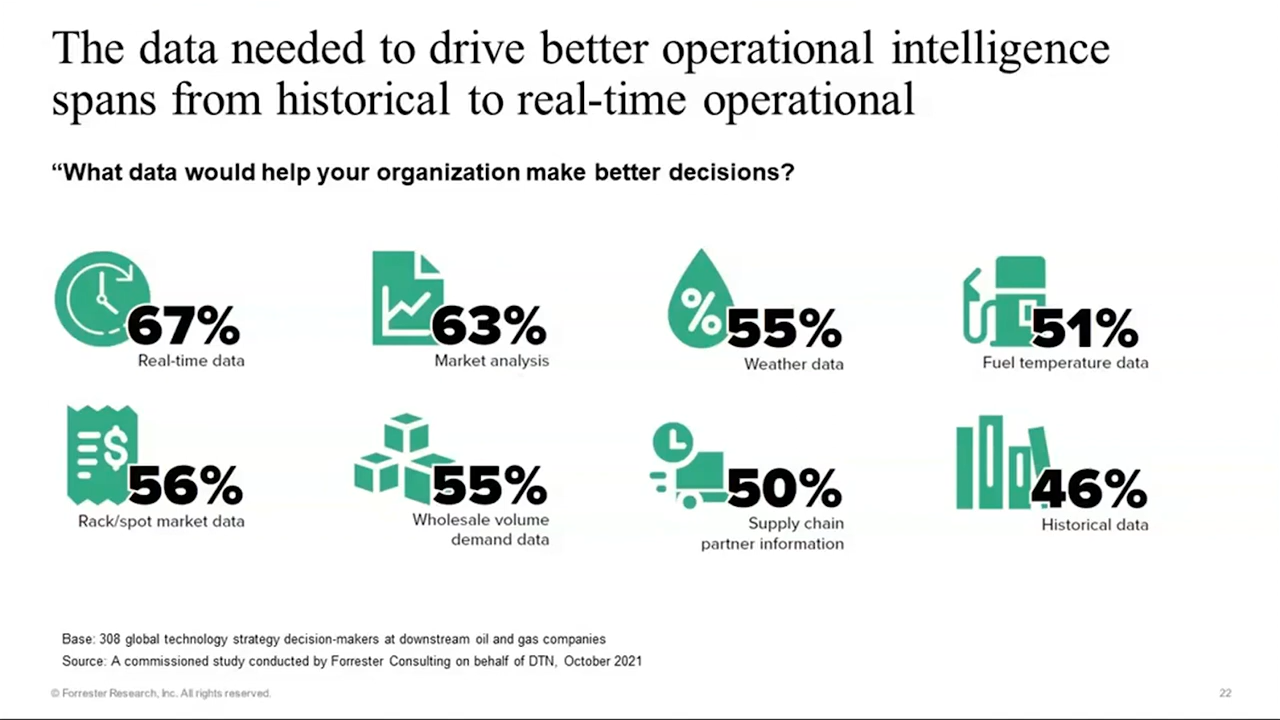 The data needed to drive better operational intelligence
spans from historical to real-time operational
“What data would help your organization make better decisions?
67%
Real-time data
63%
Market analysis
%
55%
Weather data
51%
Fuel temperature data
$
56%
Rack/spot market data
55%
Wholesale volume
demand data
50%
Supply chain
partner information
46%
Historical data
Base: 308 global technology strategy decision-makers at downstream oil and gas companies
Source: A commissioned study conducted by Forrester Consulting on behalf of DTN, October 2021
© Forrester Research, Inc. All rights reserved.
22